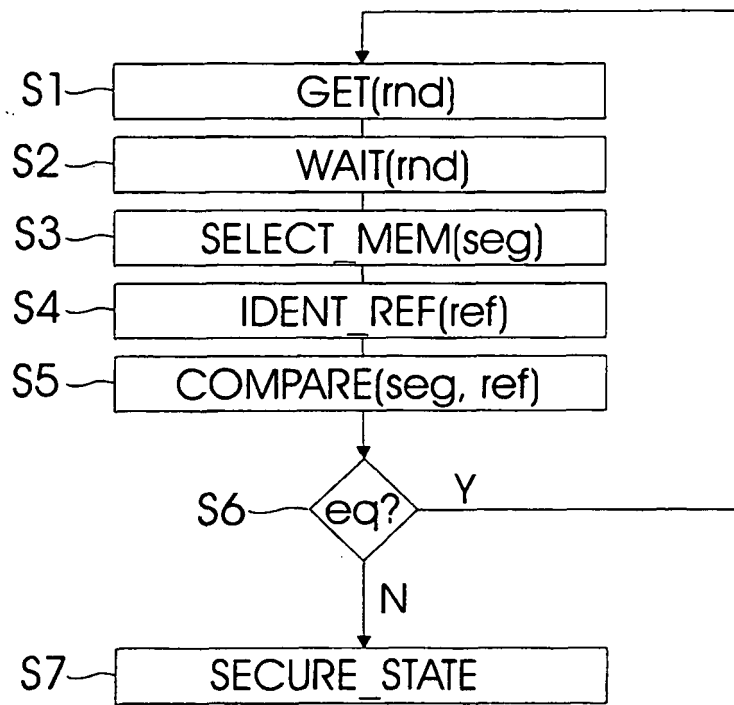 S1 GET(rnd)
S2 WAIT(rnd)
S3 SELECT_MEM(seg)
S4 IDENT_REF(ref)
S5 COMPARE(seg, ref)
S6 eq? Y
N
S7 SECURE_STATE